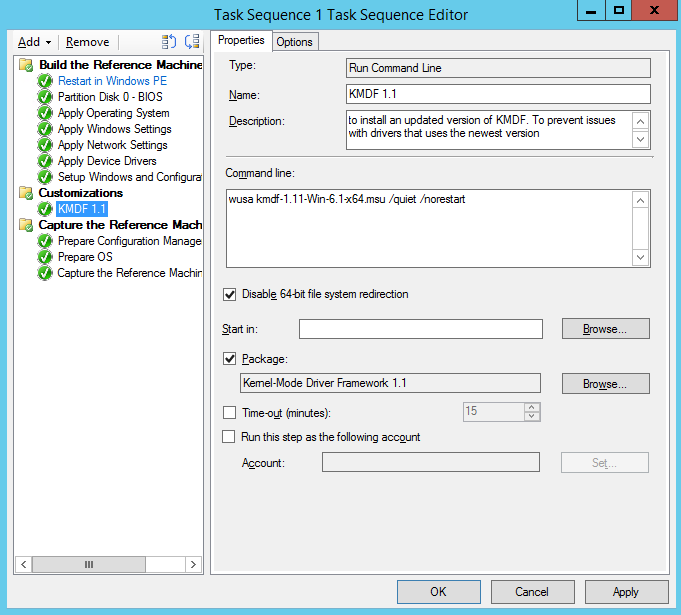 Task Sequence 1 Task Sequence Editor
Add
Remove
Build the Reference Machine
Restart in Windows PE
Partition Disk 0 - BIOS
Apply Operating System
Apply Windows Settings
Apply Network Settings
Apply Device Drivers
Setup Windows and Configurat
Customizations
KMDF 1.1
Capture the Reference Mach
Prepare Configuration Manage
Prepare OS
Capture the Reference Machin
Properties
Options
Type:
Run Command Line
Name:
KMDF 1.1
Description:
to install an updated version of KMDF. To prevent issues
with drivers that uses the newest version
Command line:
wusa kmdf-1.11-Win-6.1-x64.msu /quiet /norestart
Disable 64-bit file system redirection
Start in:
Browse...
Package:
Kernel-Mode Driver Framework 1.1
Browse...
Time-out (minutes):
15
Run this step as the following account
Account:
Set...
OK
Cancel
Apply